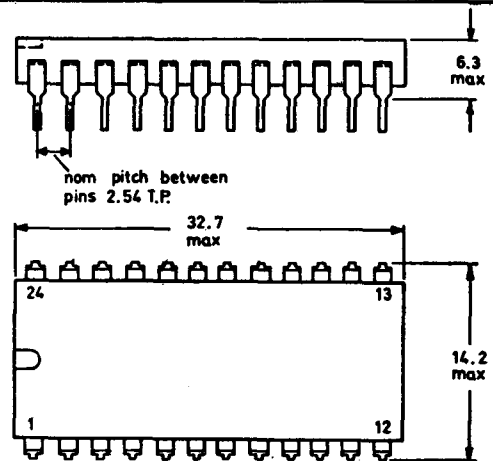 6.3
max
nom pitch between
pins 2.54 T.P.
32.7
max
24
13
14.2
max
1
12